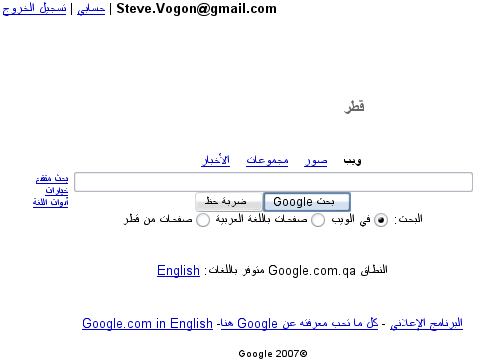 Steve.Vogon@gmail.com | حسابي | تسجيل الخروج
قطر
ويب صور مجموعات الأخبار
بحث متقدم
خيارات
أدوات اللغة
بحث Google ضربة حظ
البحث: في الويب صفحات باللغة العربية صفحات من قطر
النطاق Google.com.qa متوفر باللغات: English
البرنامج الإعلاني - كل ما تحب معرفته عن Google هنا - Google.com in English
Google 2007©